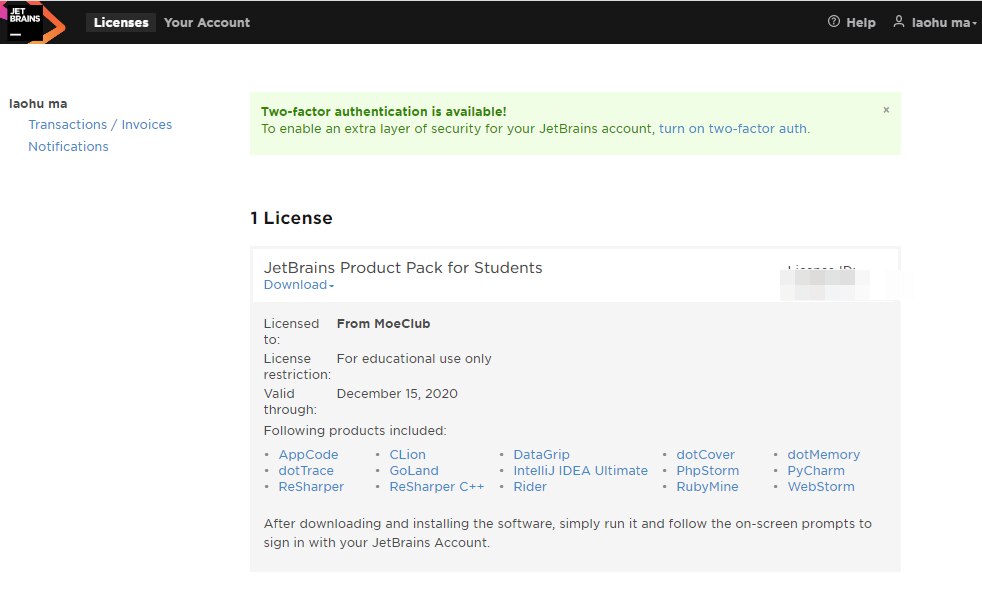 JET
BRAINS
Licenses Your Account Help laohu ma
laohu ma
Transactions / Invoices
Notifications
Two-factor authentication is available! ×
To enable an extra layer of security for your JetBrains account, turn on two-factor auth.
1 License
JetBrains Product Pack for Students
License ID:
Download
Licensed to: From MoeClub
License restriction: For educational use only
Valid through: December 15, 2020
Following products included:
• AppCode • CLion • DataGrip • dotCover • dotMemory
• dotTrace • GoLand • IntelliJ IDEA Ultimate • PhpStorm • PyCharm
• ReSharper • ReSharper C++ • Rider • RubyMine • WebStorm
After downloading and installing the software, simply run it and follow the on-screen prompts to
sign in with your JetBrains Account.